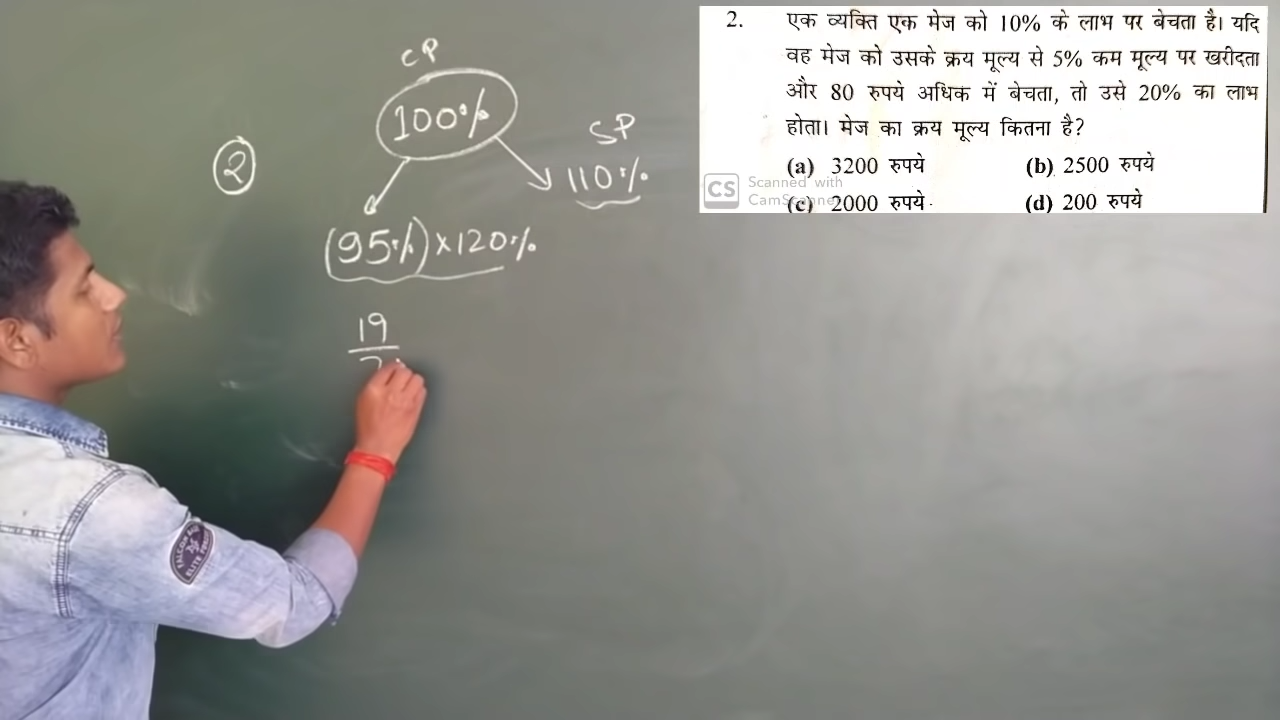 2. एक व्यक्ति एक मेज को 10% के लाभ पर बेचता है। यदि
वह मेज को उसके क्रय मूल्य से 5% कम मूल्य पर खरीदता
और 80 रुपये अधिक में बेचता, तो उसे 20% का लाभ
होता। मेज का क्रय मूल्य कितना है?
(a) 3200 रुपये (b) 2500 रुपये
(c) 2000 रुपये (d) 200 रुपये
CS Scanned with
CamScanner
CP
100%
SP
2
110%
(95%) × 120%
19